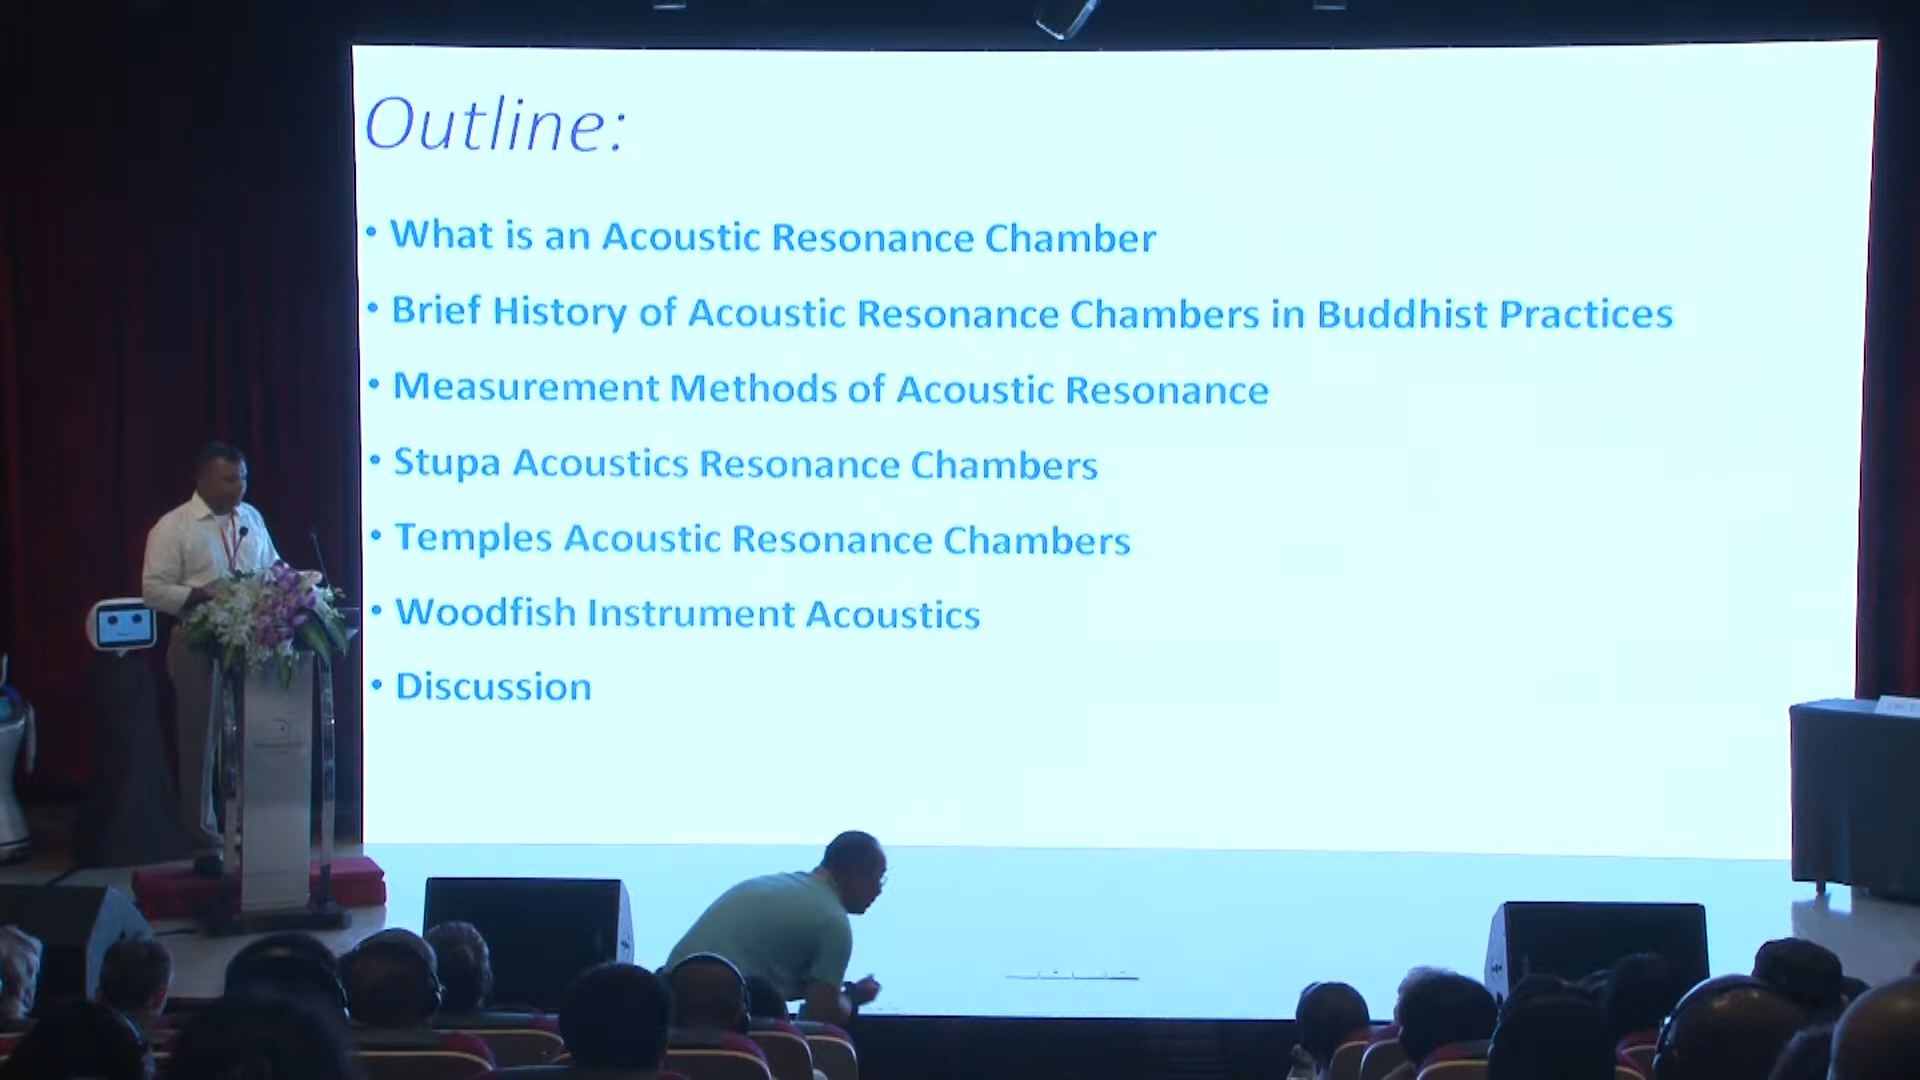 Outline:
• What is an Acoustic Resonance Chamber
• Brief History of Acoustic Resonance Chambers in Buddhist Practices
• Measurement Methods of Acoustic Resonance
• Stupa Acoustics Resonance Chambers
• Temples Acoustic Resonance Chambers
• Woodfish Instrument Acoustics
• Discussion